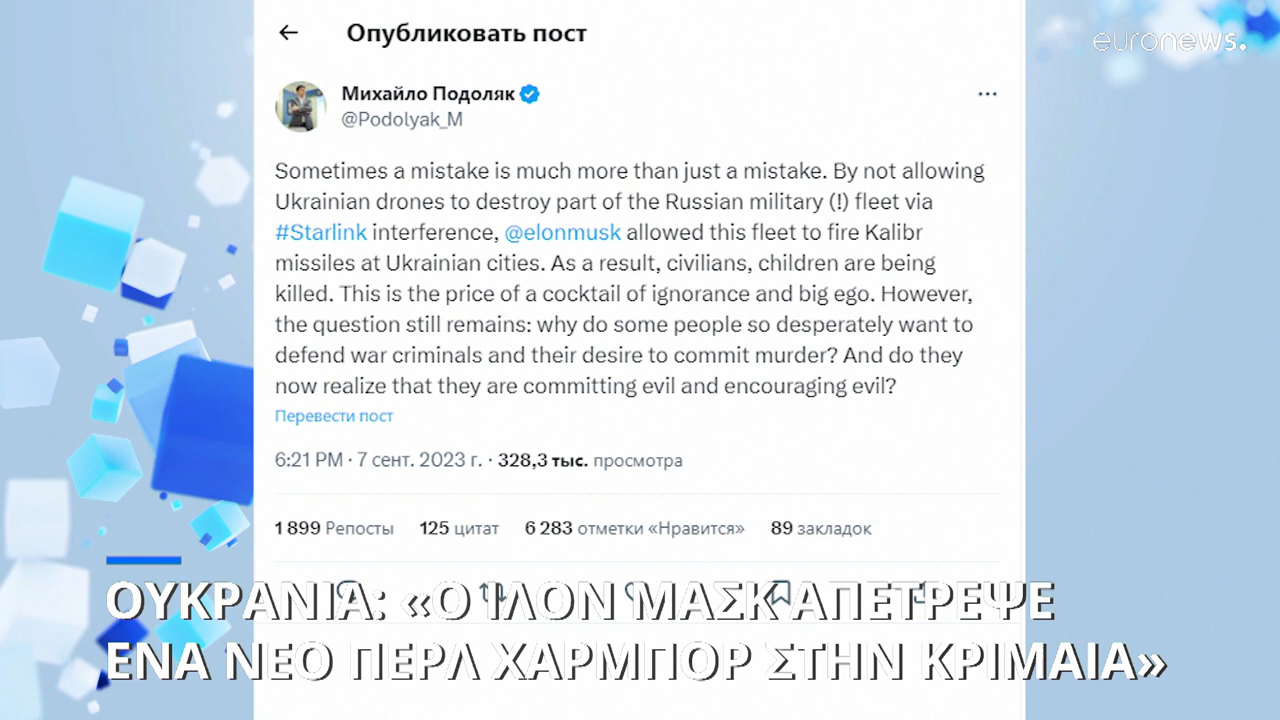 euronews.
Опубликовать пост
Михайло Подоляк
@Podolyak_M
Sometimes a mistake is much more than just a mistake. By not allowing
Ukrainian drones to destroy part of the Russian military (!) fleet via
#Starlink interference, @elonmusk allowed this fleet to fire Kalibr
missiles at Ukrainian cities. As a result, civilians, children are being
killed. This is the price of a cocktail of ignorance and big ego. However,
the question still remains: why do some people so desperately want to
defend war criminals and their desire to commit murder? And do they
now realize that they are committing evil and encouraging evil?
Перевести пост
6:21 PM · 7 сент. 2023 г. · 328,3 тыс. просмотра
1 899 Репосты 125 цитат 6 283 отметки «Нравится» 89 закладок
ΟΥΚΡΑΝΙΑ: «Ο ΙΛΟΝ ΜΑΣΚ ΑΠΕΤΡΕΨΕ
ΕΝΑ ΝΕΟ ΠΕΡΛ ΧΑΡΜΠΟΡ ΣΤΗΝ ΚΡΙΜΑΙΑ»